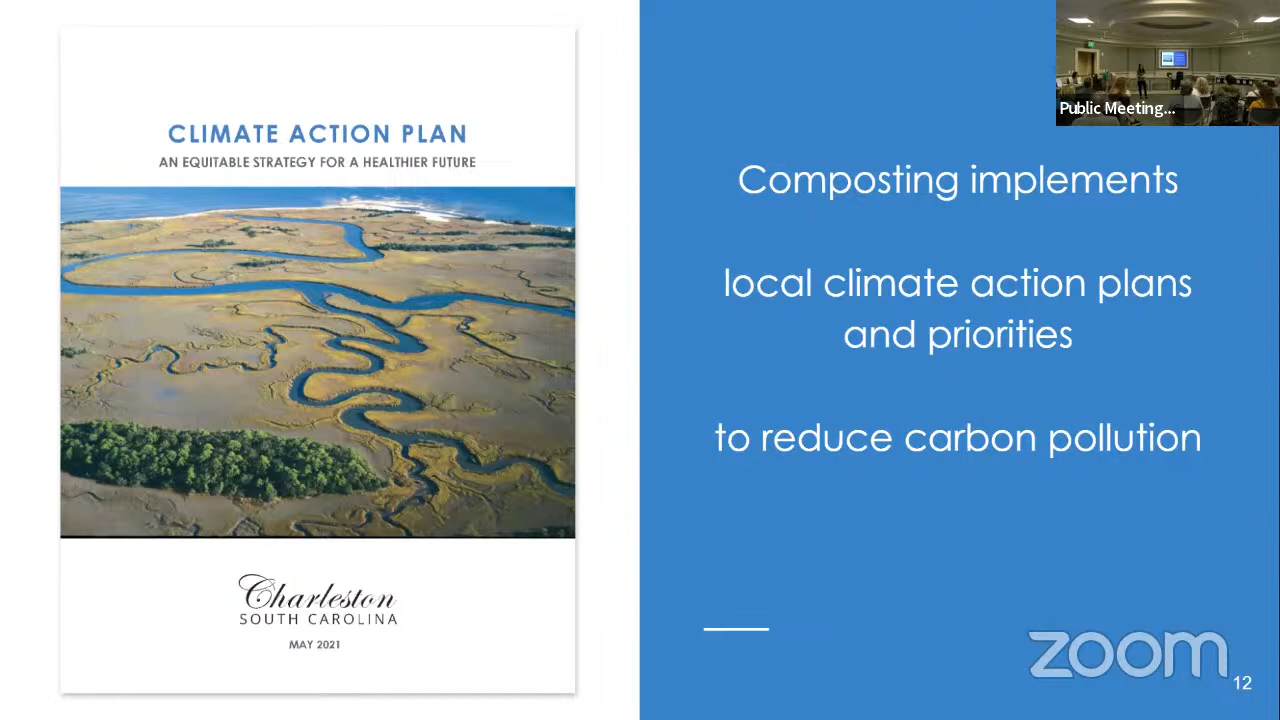 CLIMATE ACTION PLAN
AN EQUITABLE STRATEGY FOR A HEALTHIER FUTURE
Charleston
SOUTH CAROLINA
MAY 2021
Public Meeting...
Composting implements
local climate action plans
and priorities
to reduce carbon pollution
zoom
12